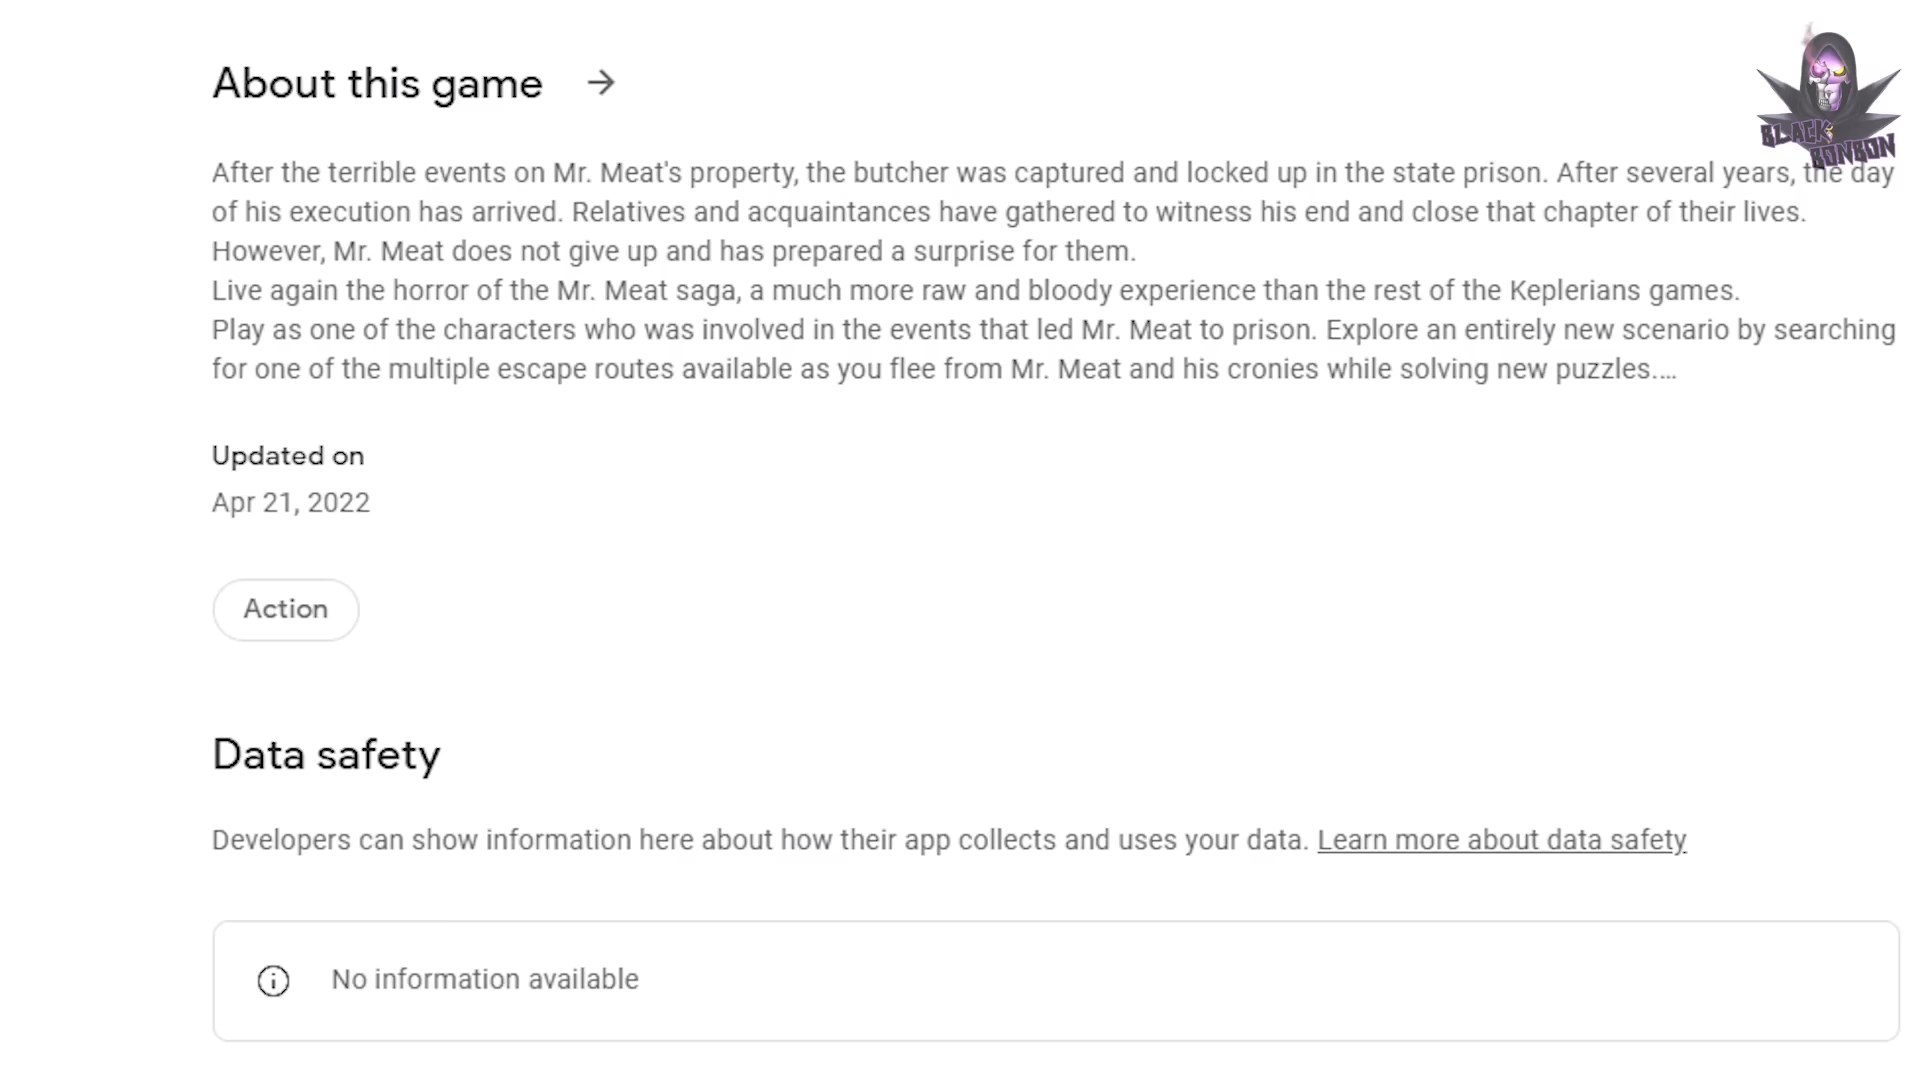 About this game
BLACK
BONBON
After the terrible events on Mr. Meat's property, the butcher was captured and locked up in the state prison. After several years, the day
of his execution has arrived. Relatives and acquaintances have gathered to witness his end and close that chapter of their lives.
However, Mr. Meat does not give up and has prepared a surprise for them.
Live again the horror of the Mr. Meat saga, a much more raw and bloody experience than the rest of the Keplerians games.
Play as one of the characters who was involved in the events that led Mr. Meat to prison. Explore an entirely new scenario by searching
for one of the multiple escape routes available as you flee from Mr. Meat and his cronies while solving new puzzles....
Updated on
Apr 21, 2022
Action
Data safety
Developers can show information here about how their app collects and uses your data. Learn more about data safety
No information available